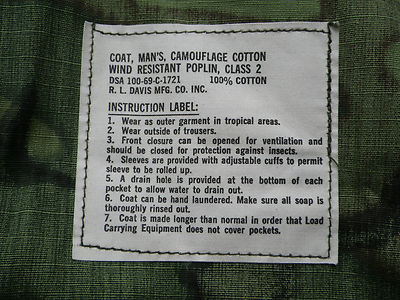 COAT, MAN'S, CAMOUFLAGE COTTON
WIND RESISTANT POPLIN, CLASS 2
DSA 100-69-C-1721 100% COTTON
R. L. DAVIS MFG. CO. INC.
INSTRUCTION LABEL:
1. Wear as outer garment in tropical areas.
2. Wear outside of trousers.
3. Front closure can be opened for ventilation and
should be closed for protection against insects.
4. Sleeves are provided with adjustable cuffs to permit
sleeve to be rolled up.
5. A drain hole is provided at the bottom of each
pocket to allow water to drain out.
6. Coat can be hand laundered. Make sure all soap is
thoroughly rinsed out.
7. Coat is made longer than normal in order that Load
Carrying Equipment does not cover pockets.